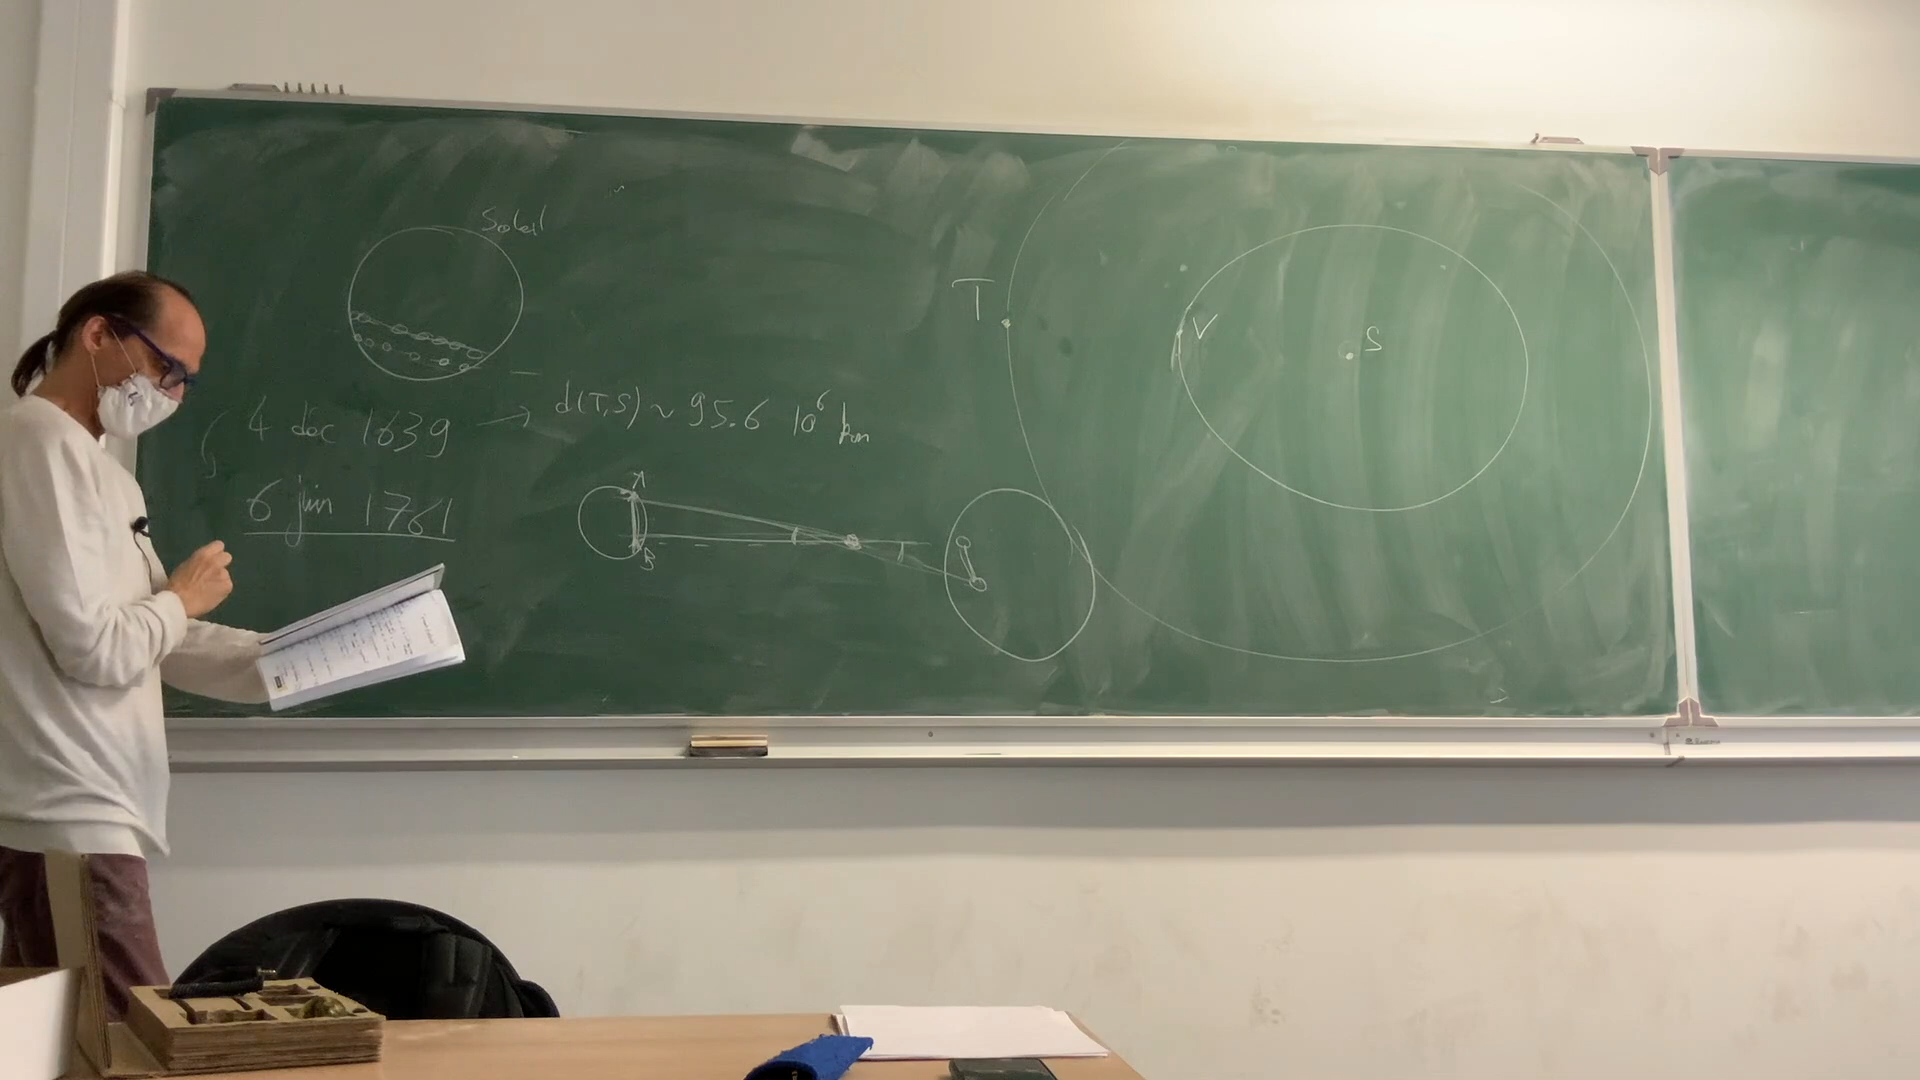 Soleil
4 déc 1639 → d(T,S) ~ 95.6 10⁶ km
6 juin 1761
A
B
T
V
S